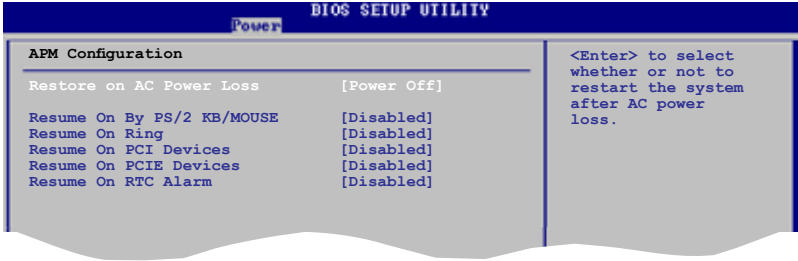 BIOS SETUP UTILITY
Power
APM Configuration
Restore on AC Power Loss [Power Off]
Resume On By PS/2 KB/MOUSE [Disabled]
Resume On Ring [Disabled]
Resume On PCI Devices [Disabled]
Resume On PCIE Devices [Disabled]
Resume On RTC Alarm [Disabled]
<Enter> to select
whether or not to
restart the system
after AC power
loss.